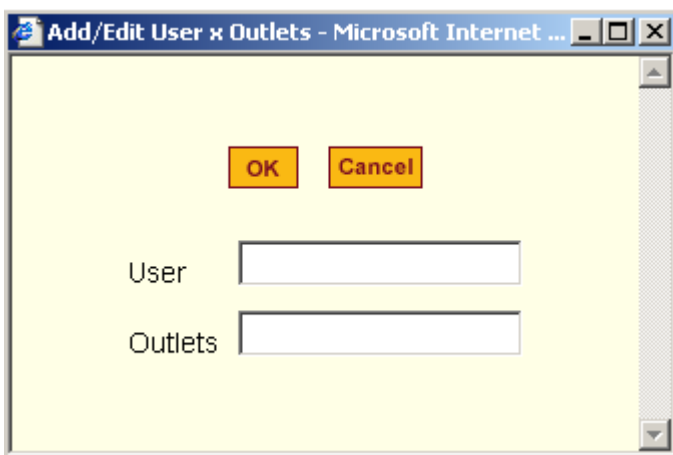 Add/Edit User x Outlets - Microsoft Internet ...
OK Cancel
User
Outlets